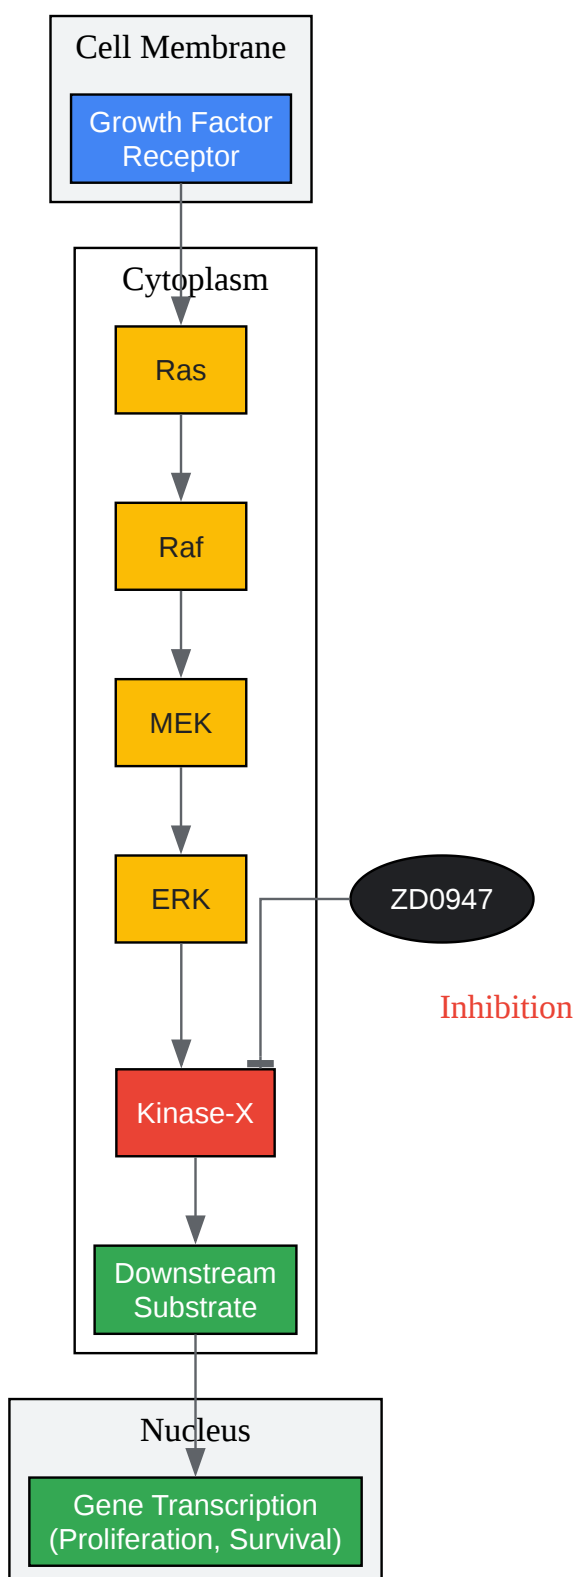 Cell Membrane
Growth Factor
Receptor
Cytoplasm
Ras
Raf
MEK
ERK
ZD0947
Inhibition
Kinase-X
Downstream
Substrate
Nucleus
Gene Transcription
(Proliferation, Survival)